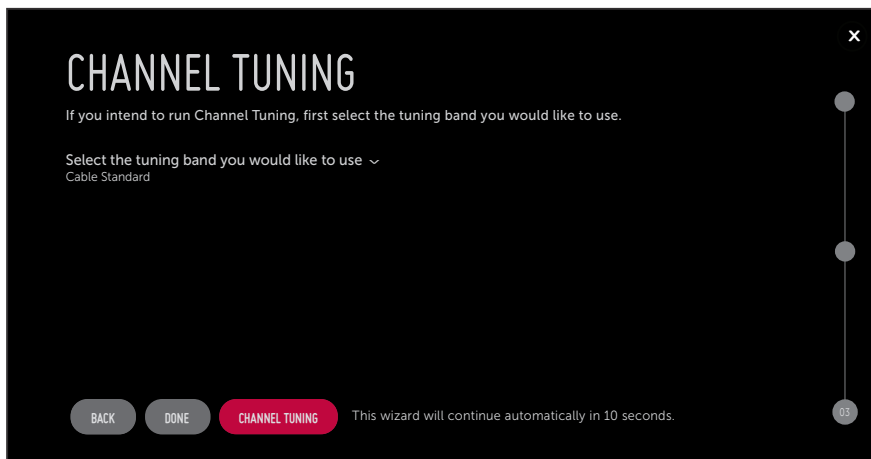 X
CHANNEL TUNING
If you intend to run Channel Tuning, first select the tuning band you would like to use.
Select the tuning band you would like to use
Cable Standard
BACK DONE CHANNEL TUNING This wizard will continue automatically in 10 seconds.
03